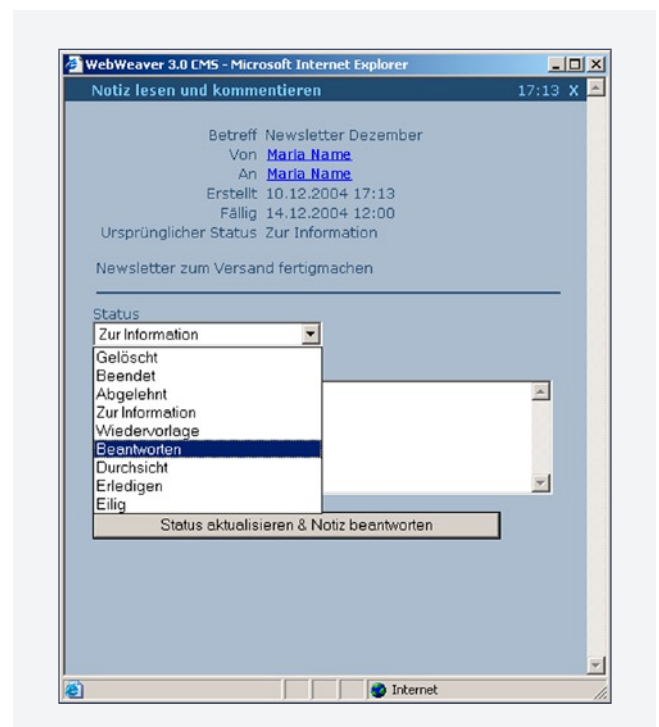 WebWeaver 3.0 CMS - Microsoft Internet Explorer
Notiz lesen und kommentieren 17:13 X
Betreff Newsletter Dezember
Von Maria Name
An Maria Name
Erstellt 10.12.2004 17:13
Fällig 14.12.2004 12:00
Ursprünglicher Status Zur Information
Newsletter zum Versand fertigmachen
Status
Zur Information
Gelöscht
Beendet
Abgelehnt
Zur Information
Wiedervorlage
Beantworten
Durchsicht
Erledigen
Eilig
Status aktualisieren & Notiz beantworten
Internet